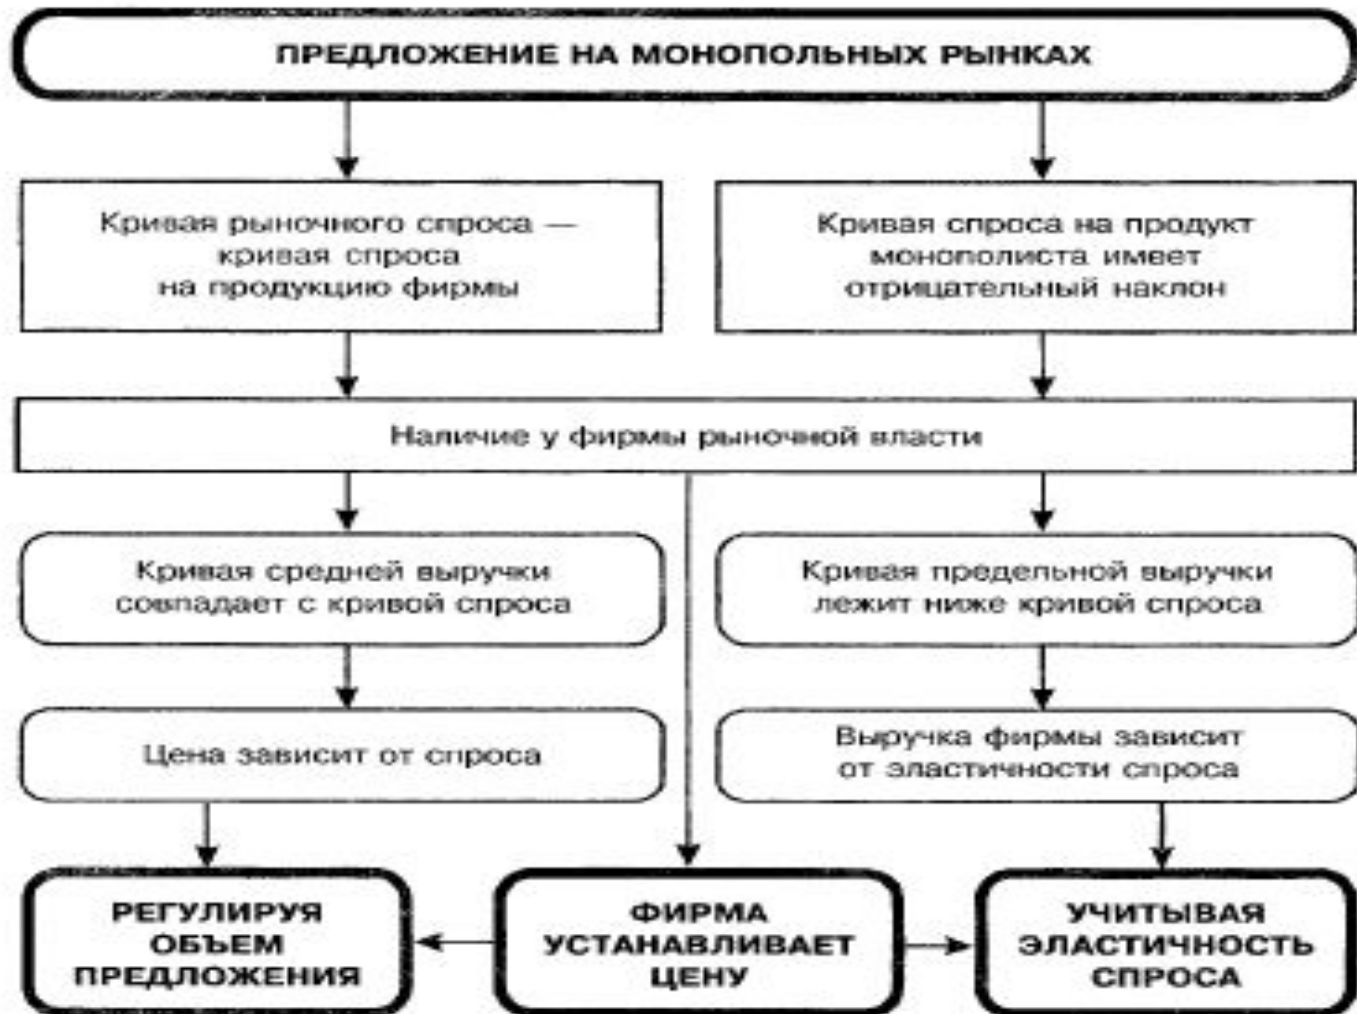 ПРЕДЛОЖЕНИЕ НА МОНОПОЛЬНЫХ РЫНКАХ
Кривая рыночного спроса —
кривая спроса
на продукцию фирмы
Кривая спроса на продукт
монополиста имеет
отрицательный наклон
Наличие у фирмы рыночной власти
Кривая средней выручки
совпадает с кривой спроса
Кривая предельной выручки
лежит ниже кривой спроса
Цена зависит от спроса
Выручка фирмы зависит
от эластичности спроса
РЕГУЛИРУЯ
ОБЪЕМ
ПРЕДЛОЖЕНИЯ
ФИРМА
УСТАНАВЛИВАЕТ
ЦЕНУ
УЧИТЫВАЯ
ЭЛАСТИЧНОСТЬ
СПРОСА